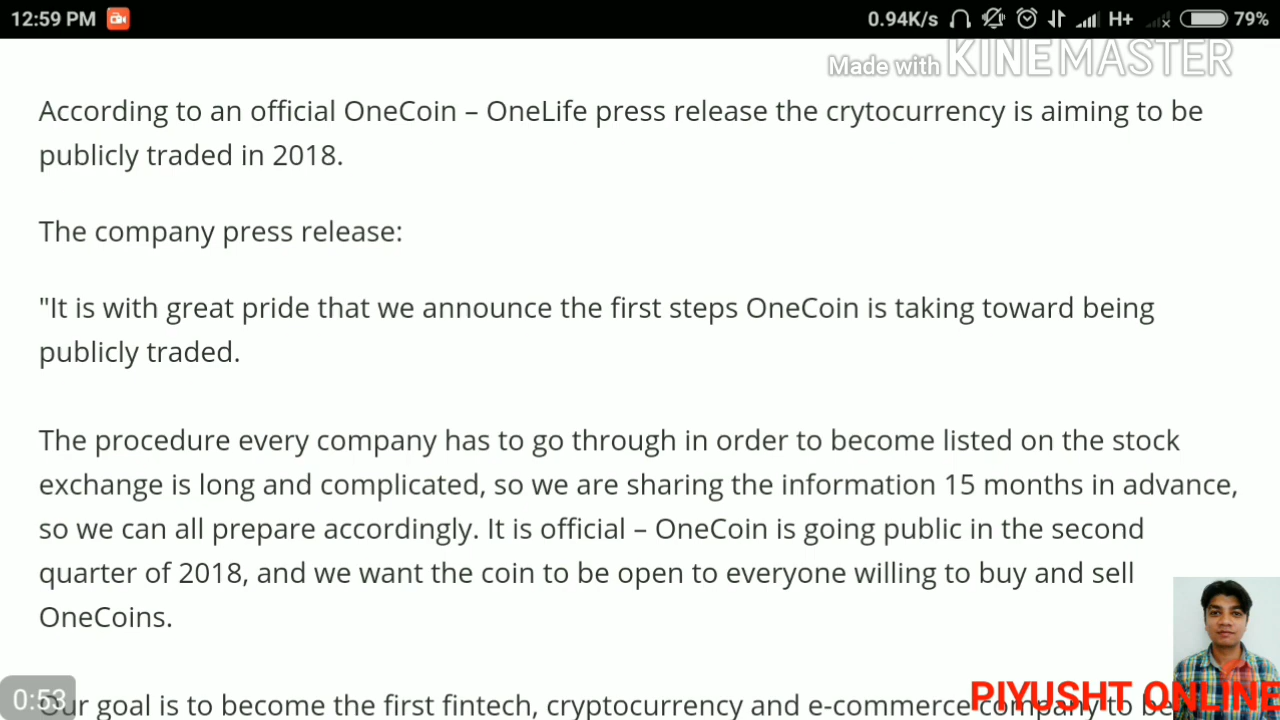 12:59 PM 0.94K/s H+ 79%
Made with KINEMASTER
According to an official OneCoin – OneLife press release the crytocurrency is aiming to be
publicly traded in 2018.
The company press release:
"It is with great pride that we announce the first steps OneCoin is taking toward being
publicly traded.
The procedure every company has to go through in order to become listed on the stock
exchange is long and complicated, so we are sharing the information 15 months in advance,
so we can all prepare accordingly. It is official – OneCoin is going public in the second
quarter of 2018, and we want the coin to be open to everyone willing to buy and sell
OneCoins.
0:53
Our goal is to become the first fintech, cryptocurrency and e-commerce company to be
PIYUSHT ONLINE